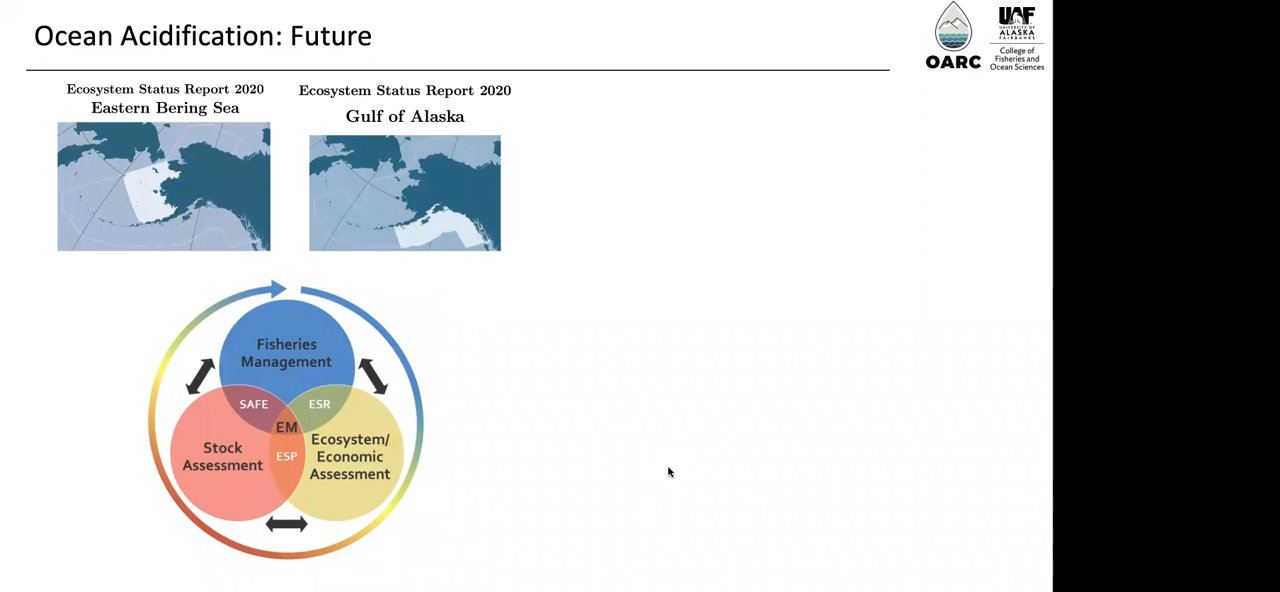 Ocean Acidification: Future
OARC
UAF
UNIVERSITY OF
ALASKA
FAIRBANKS
College of
Fisheries and
Ocean Sciences
Ecosystem Status Report 2020
Eastern Bering Sea
Ecosystem Status Report 2020
Gulf of Alaska
Fisheries
Management
SAFE
ESR
EM
Stock
Assessment
ESP
Ecosystem/
Economic
Assessment